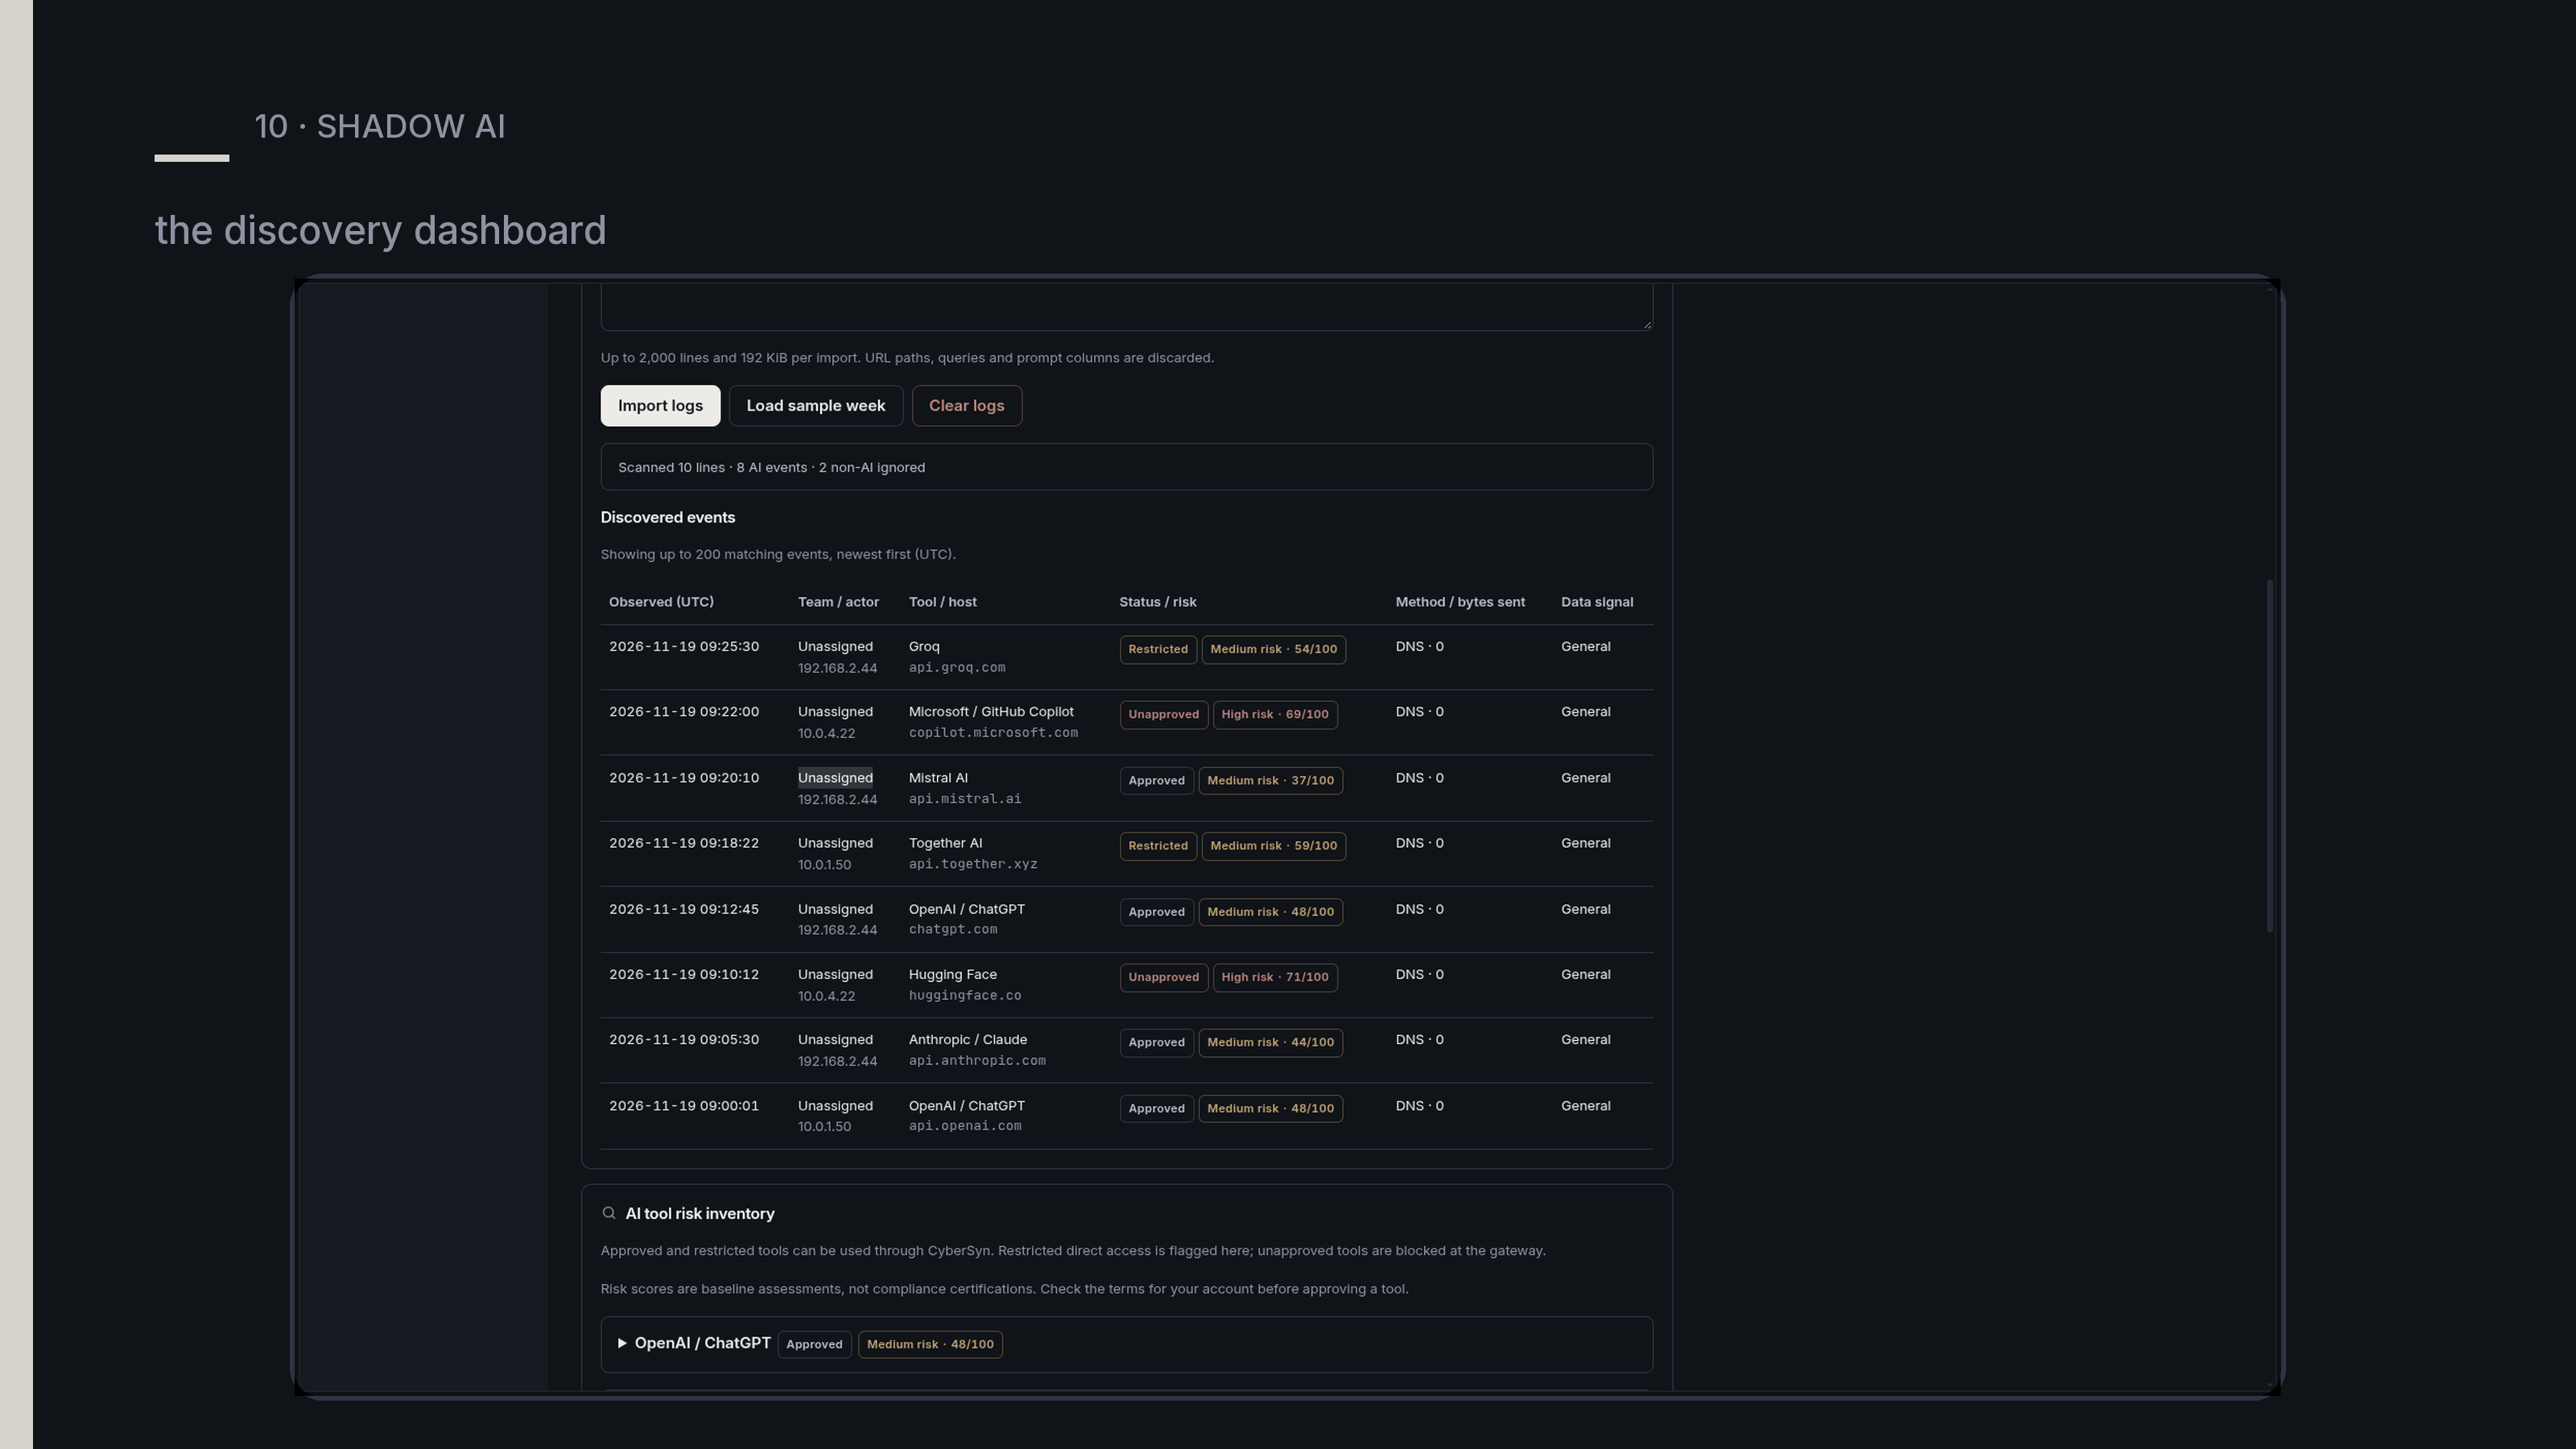 10 · SHADOW AI
the discovery dashboard
Up to 2,000 lines and 192 KiB per import. URL paths, queries and prompt columns are discarded.
Import logs Load sample week Clear logs
Scanned 10 lines · 8 AI events · 2 non-AI ignored
Discovered events
Showing up to 200 matching events, newest first (UTC).
Observed (UTC) Team / actor Tool / host Status / risk Method / bytes sent Data signal
2026-11-19 09:25:30 Unassigned Groq Restricted Medium risk · 54/100 DNS · 0 General
192.168.2.44 api.groq.com
2026-11-19 09:22:00 Unassigned Microsoft / GitHub Copilot Unapproved High risk · 69/100 DNS · 0 General
10.0.4.22 copilot.microsoft.com
2026-11-19 09:20:10 Unassigned Mistral AI Approved Medium risk · 37/100 DNS · 0 General
192.168.2.44 api.mistral.ai
2026-11-19 09:18:22 Unassigned Together AI Restricted Medium risk · 59/100 DNS · 0 General
10.0.1.50 api.together.xyz
2026-11-19 09:12:45 Unassigned OpenAI / ChatGPT Approved Medium risk · 48/100 DNS · 0 General
192.168.2.44 chatgpt.com
2026-11-19 09:10:12 Unassigned Hugging Face Unapproved High risk · 71/100 DNS · 0 General
10.0.4.22 huggingface.co
2026-11-19 09:05:30 Unassigned Anthropic / Claude Approved Medium risk · 44/100 DNS · 0 General
192.168.2.44 api.anthropic.com
2026-11-19 09:00:01 Unassigned OpenAI / ChatGPT Approved Medium risk · 48/100 DNS · 0 General
10.0.1.50 api.openai.com
AI tool risk inventory
Approved and restricted tools can be used through CyberSyn. Restricted direct access is flagged here; unapproved tools are blocked at the gateway.
Risk scores are baseline assessments, not compliance certifications. Check the terms for your account before approving a tool.
OpenAI / ChatGPT Approved Medium risk · 48/100